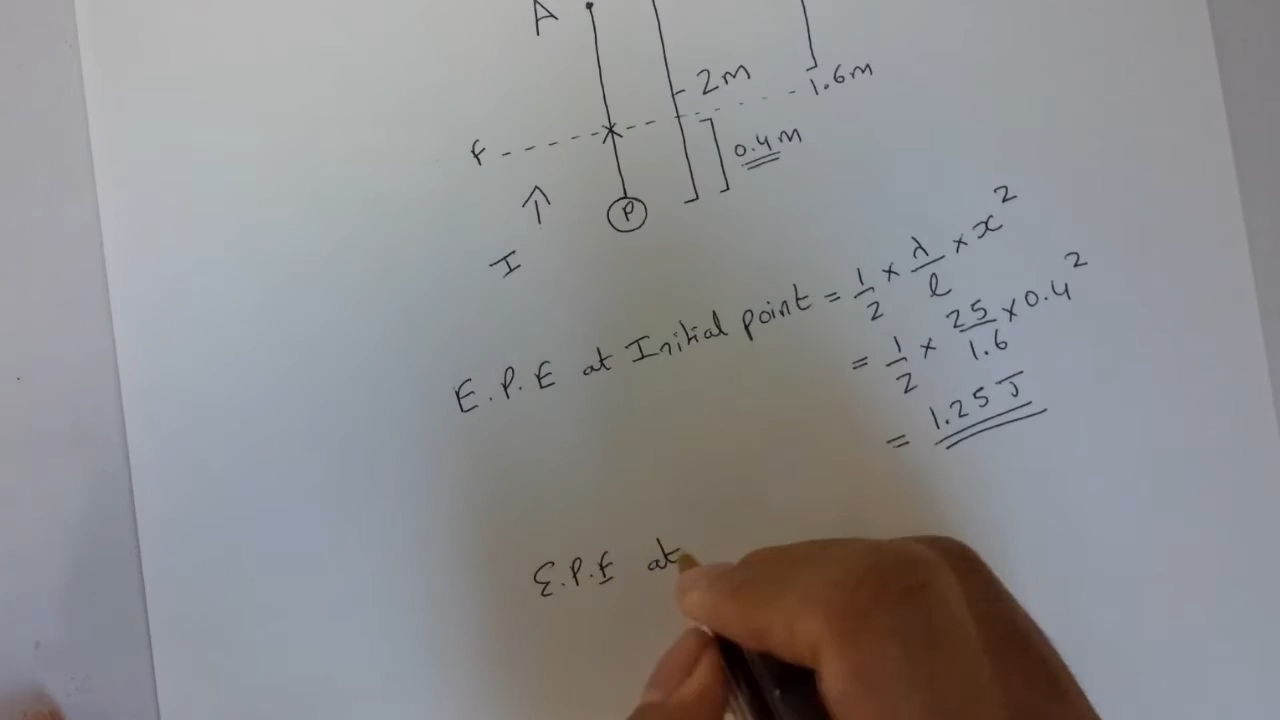 A
2m
1.6m
f
0.4m
P
I
E.P.E at Initial point = 1/2 × λ/l × x²
= 1/2 × 25/1.6 × 0.4²
= 1.25 J
E.P.E at